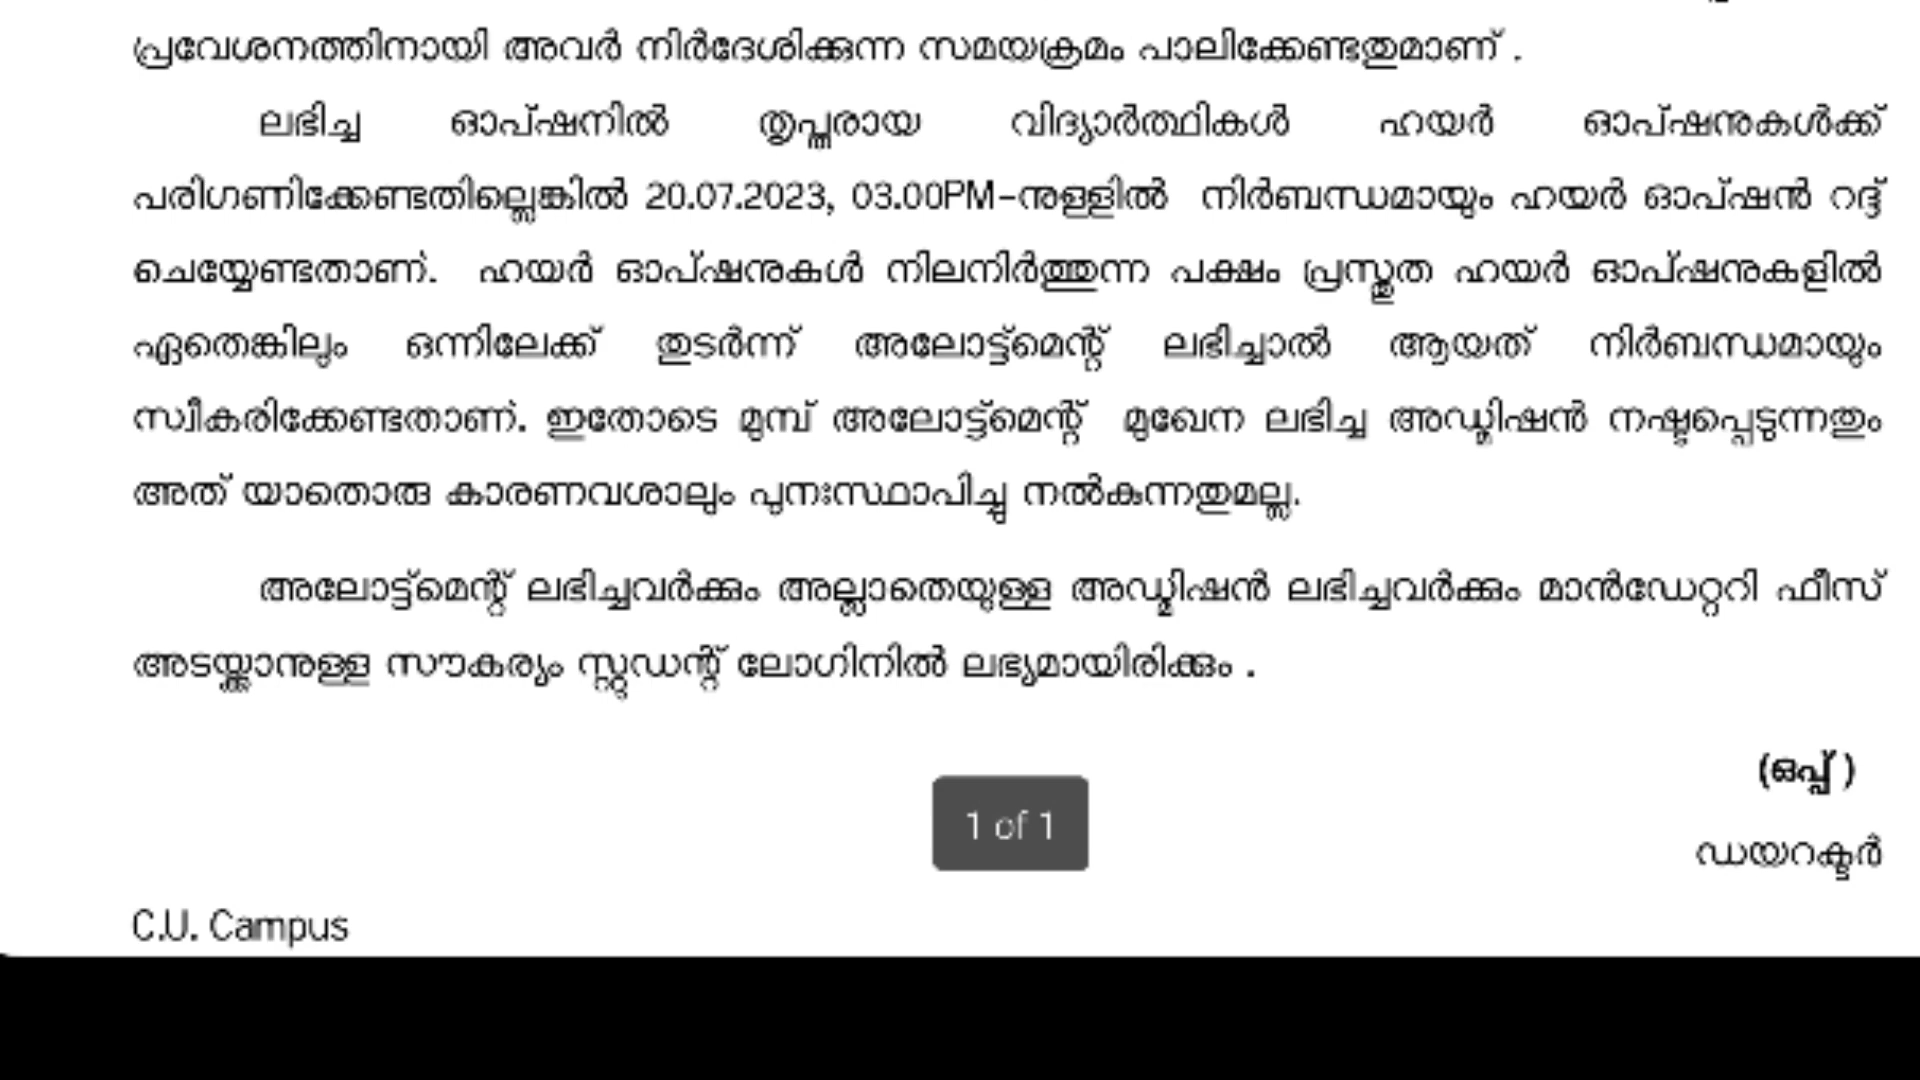 പ്രവേശനത്തിനായി അവർ നിർദേശിക്കുന്ന സമയക്രമം പാലിക്കേണ്ടതുമാണ് .
ലഭിച്ച ഓപ്ഷനിൽ തൃപ്തരായ വിദ്യാർത്ഥികൾ ഹയർ ഓപ്ഷനുകൾക്ക്
പരിഗണിക്കേണ്ടതില്ലെങ്കിൽ 20.07.2023, 03.00PM-നുള്ളിൽ നിർബന്ധമായും ഹയർ ഓപ്ഷൻ റദ്ദ്
ചെയ്യേണ്ടതാണ്. ഹയർ ഓപ്ഷനുകൾ നിലനിർത്തുന്ന പക്ഷം പ്രസ്തുത ഹയർ ഓപ്ഷനുകളിൽ
ഏതെങ്കിലും ഒന്നിലേക്ക് തുടർന്ന് അലോട്ട്മെന്റ് ലഭിച്ചാൽ ആയത് നിർബന്ധമായും
സ്വീകരിക്കേണ്ടതാണ്. ഇതോടെ മുമ്പ് അലോട്ട്മെന്റ് മുഖേന ലഭിച്ച അഡ്മിഷൻ നഷ്ടപ്പെടുന്നതും
അത് യാതൊരു കാരണവശാലും പുനഃസ്ഥാപിച്ചു നൽകുന്നതുമല്ല.
അലോട്ട്മെന്റ് ലഭിച്ചവർക്കും അല്ലാതെയുള്ള അഡ്മിഷൻ ലഭിച്ചവർക്കും മാൻഡേറ്ററി ഫീസ്
അടയ്ക്കാനുള്ള സൗകര്യം സ്റ്റുഡന്റ് ലോഗിനിൽ ലഭ്യമായിരിക്കും .
(ഒപ്പ് )
1 of 1
ഡയറക്ടർ
C.U. Campus